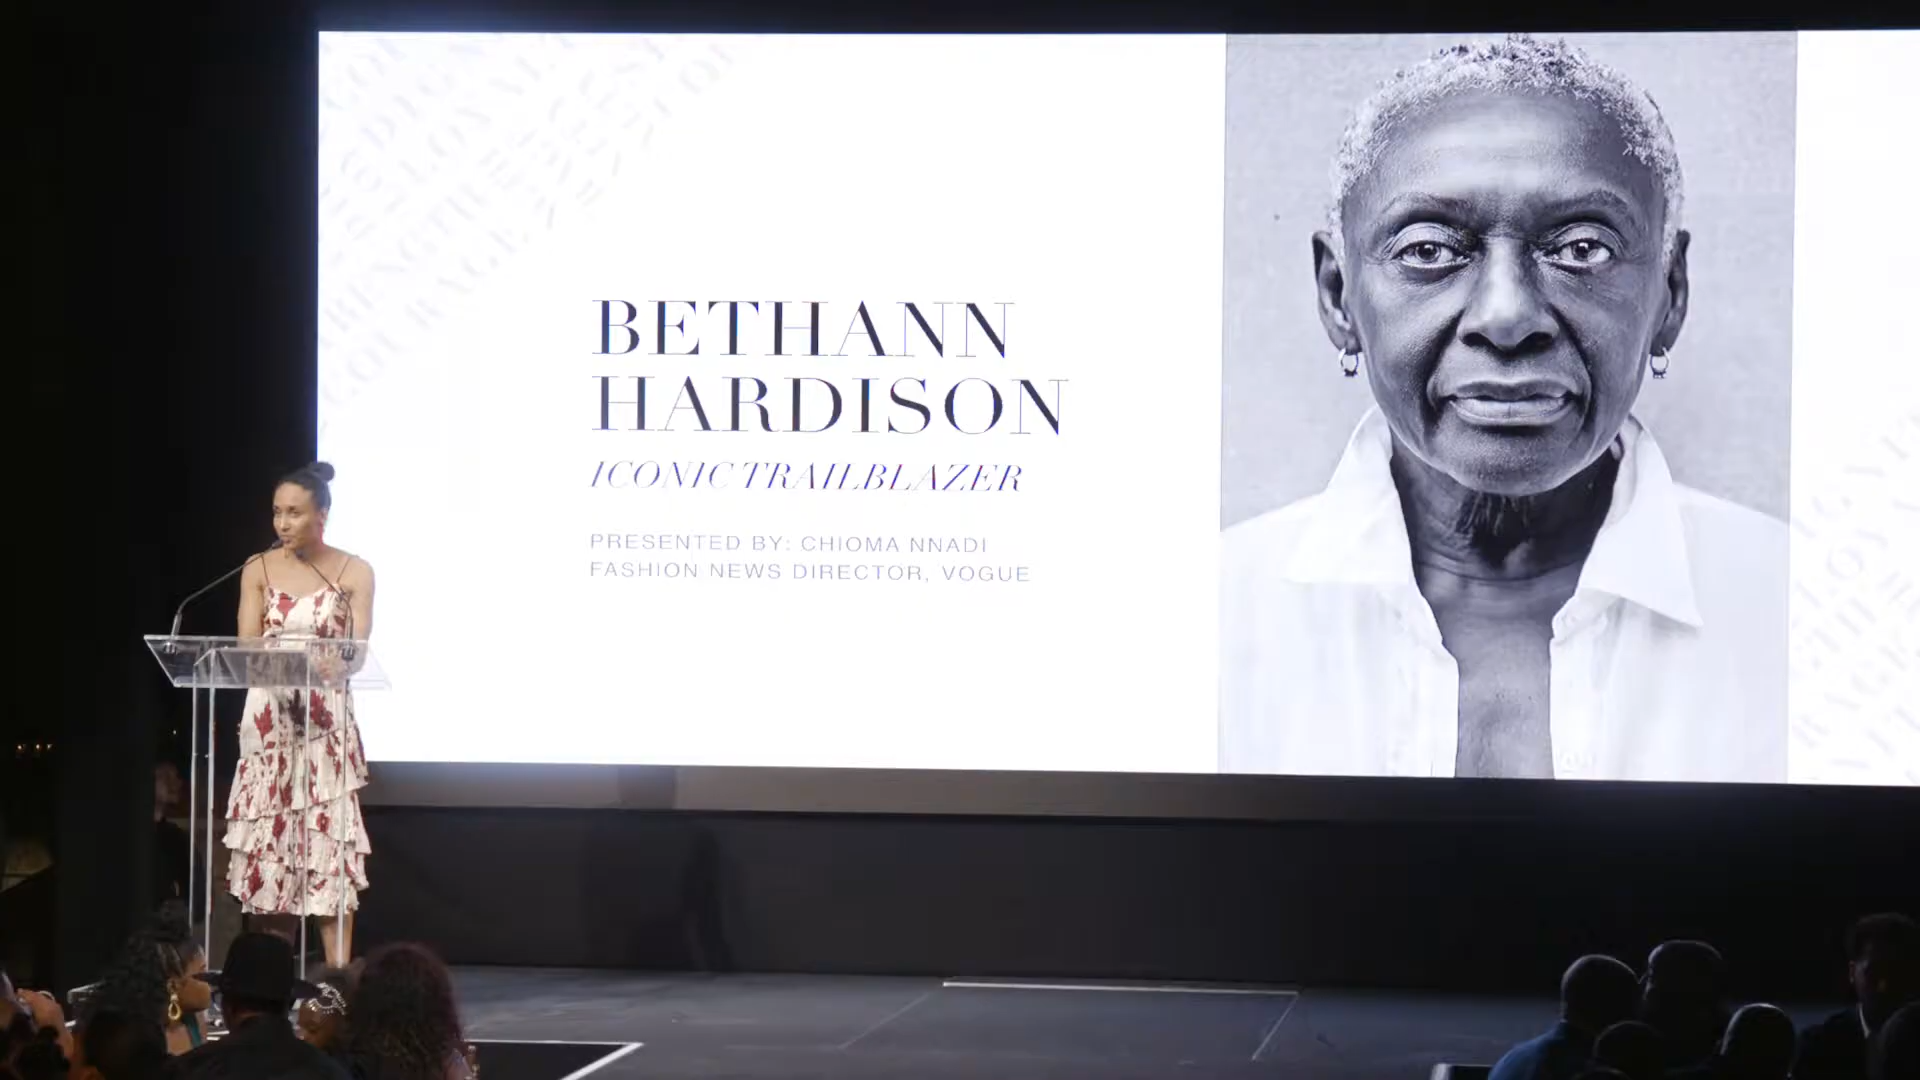 BETHANN
HARDISON
ICONIC TRAILBLAZER
PRESENTED BY: CHIOMA NNADI
FASHION NEWS DIRECTOR, VOGUE